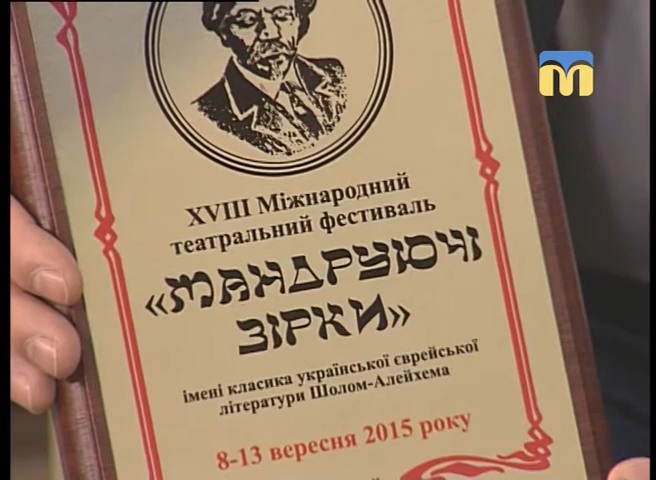 XVIII Міжнародний
театральний фестиваль
«МАНДРУЮЧІ
ЗІРКИ»
імені класика української єврейської
літератури Шолом-Алейхема
8-13 вересня 2015 року